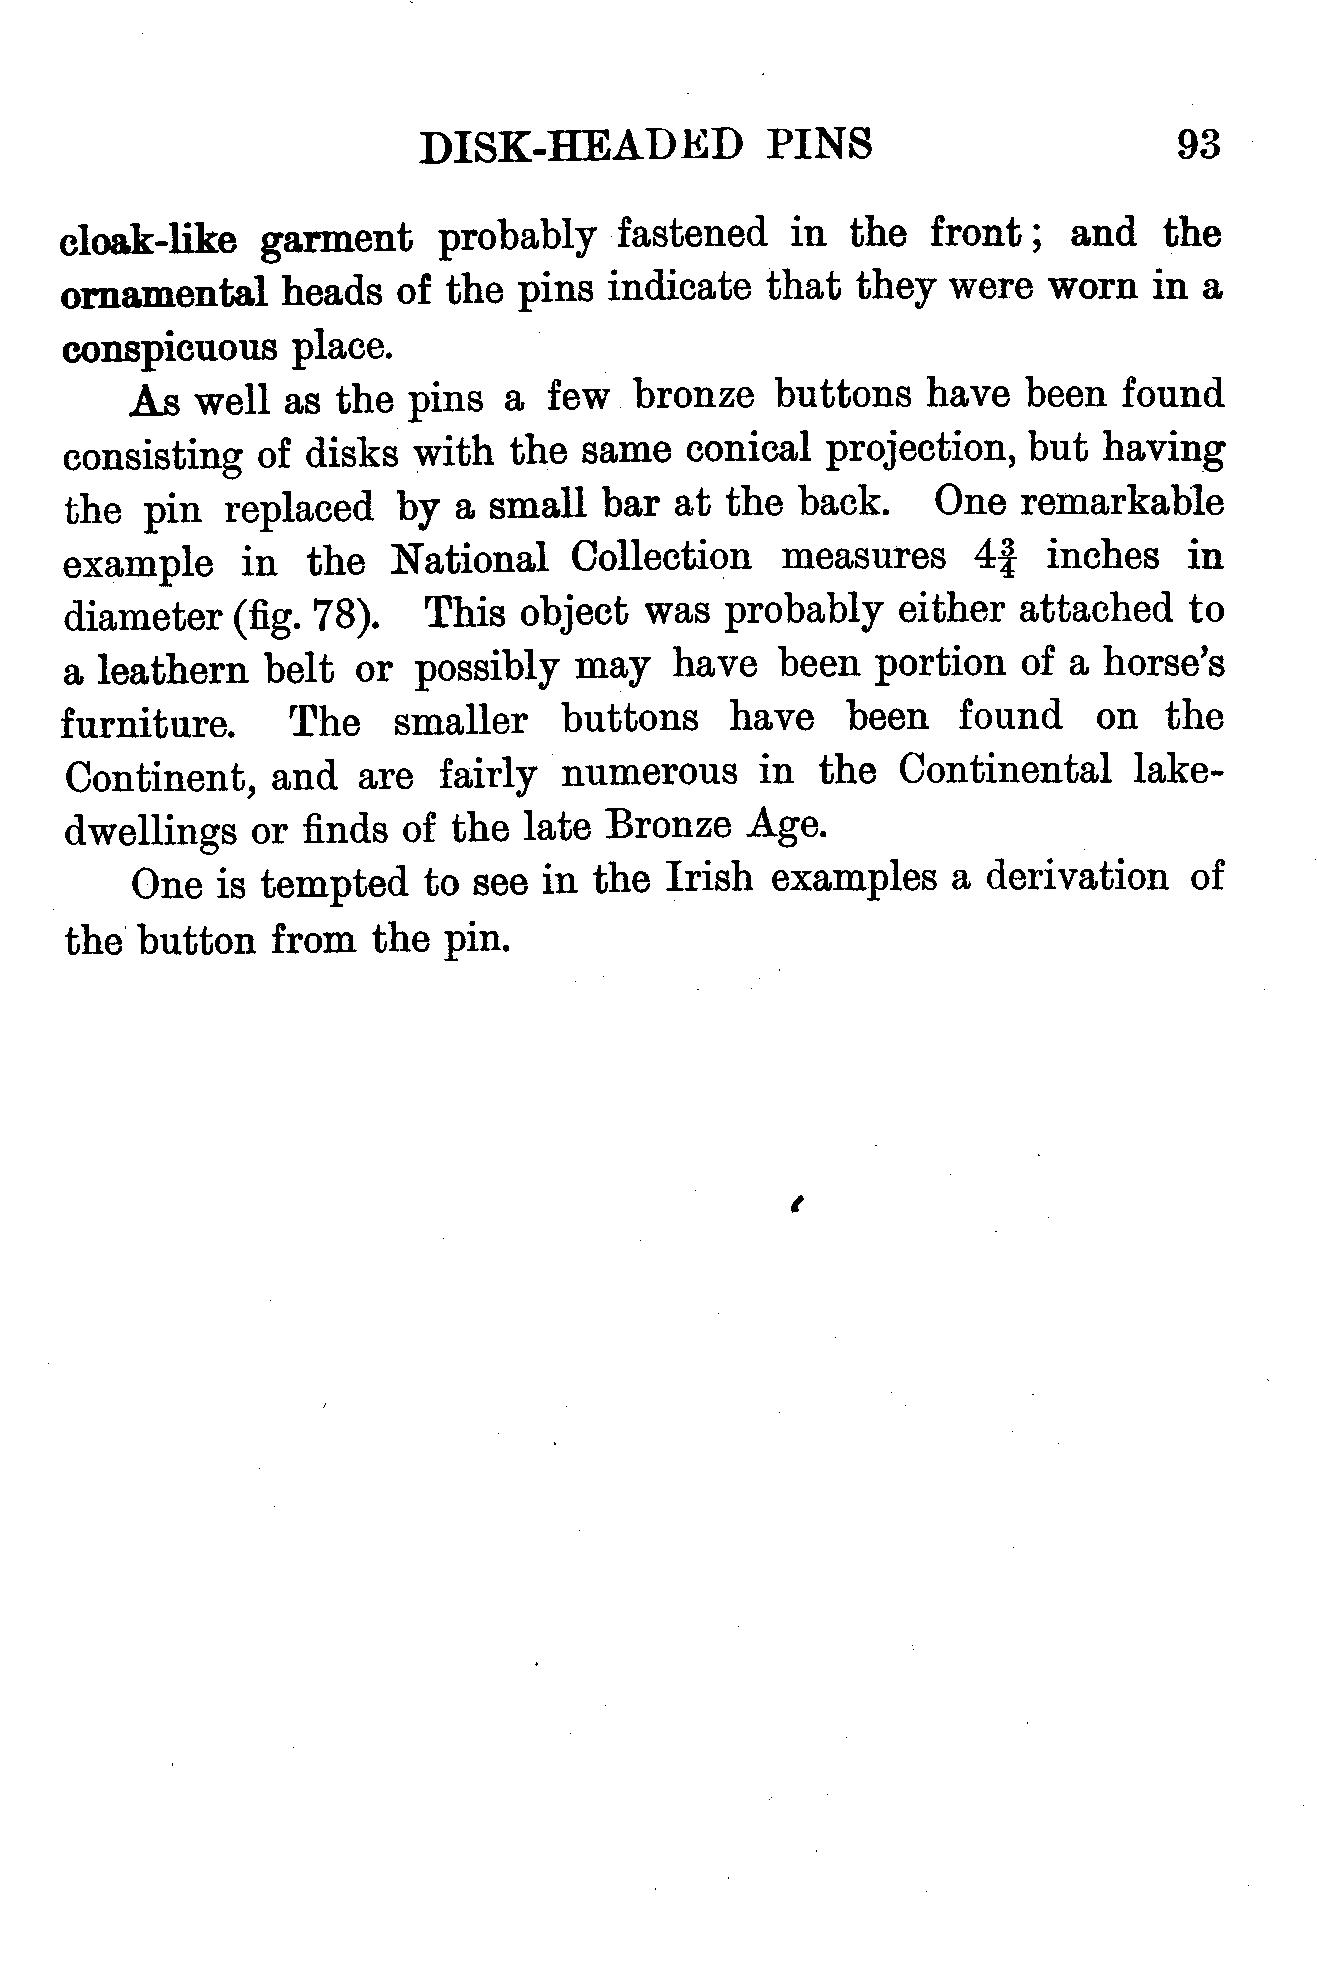 DISK-HEADED PINS 93
cloak-like garment probably fastened in the front; and the
ornamental heads of the pins indicate that they were worn in a
conspicuous place.
As well as the pins a few bronze buttons have been found
consisting of disks with the same conical projection, but having
the pin replaced by a small bar at the back. One remarkable
example in the National Collection measures 4¾ inches in
diameter (fig. 78). This object was probably either attached to
a leathern belt or possibly may have been portion of a horse's
furniture. The smaller buttons have been found on the
Continent, and are fairly numerous in the Continental lake-
dwellings or finds of the late Bronze Age.
One is tempted to see in the Irish examples a derivation of
the button from the pin.